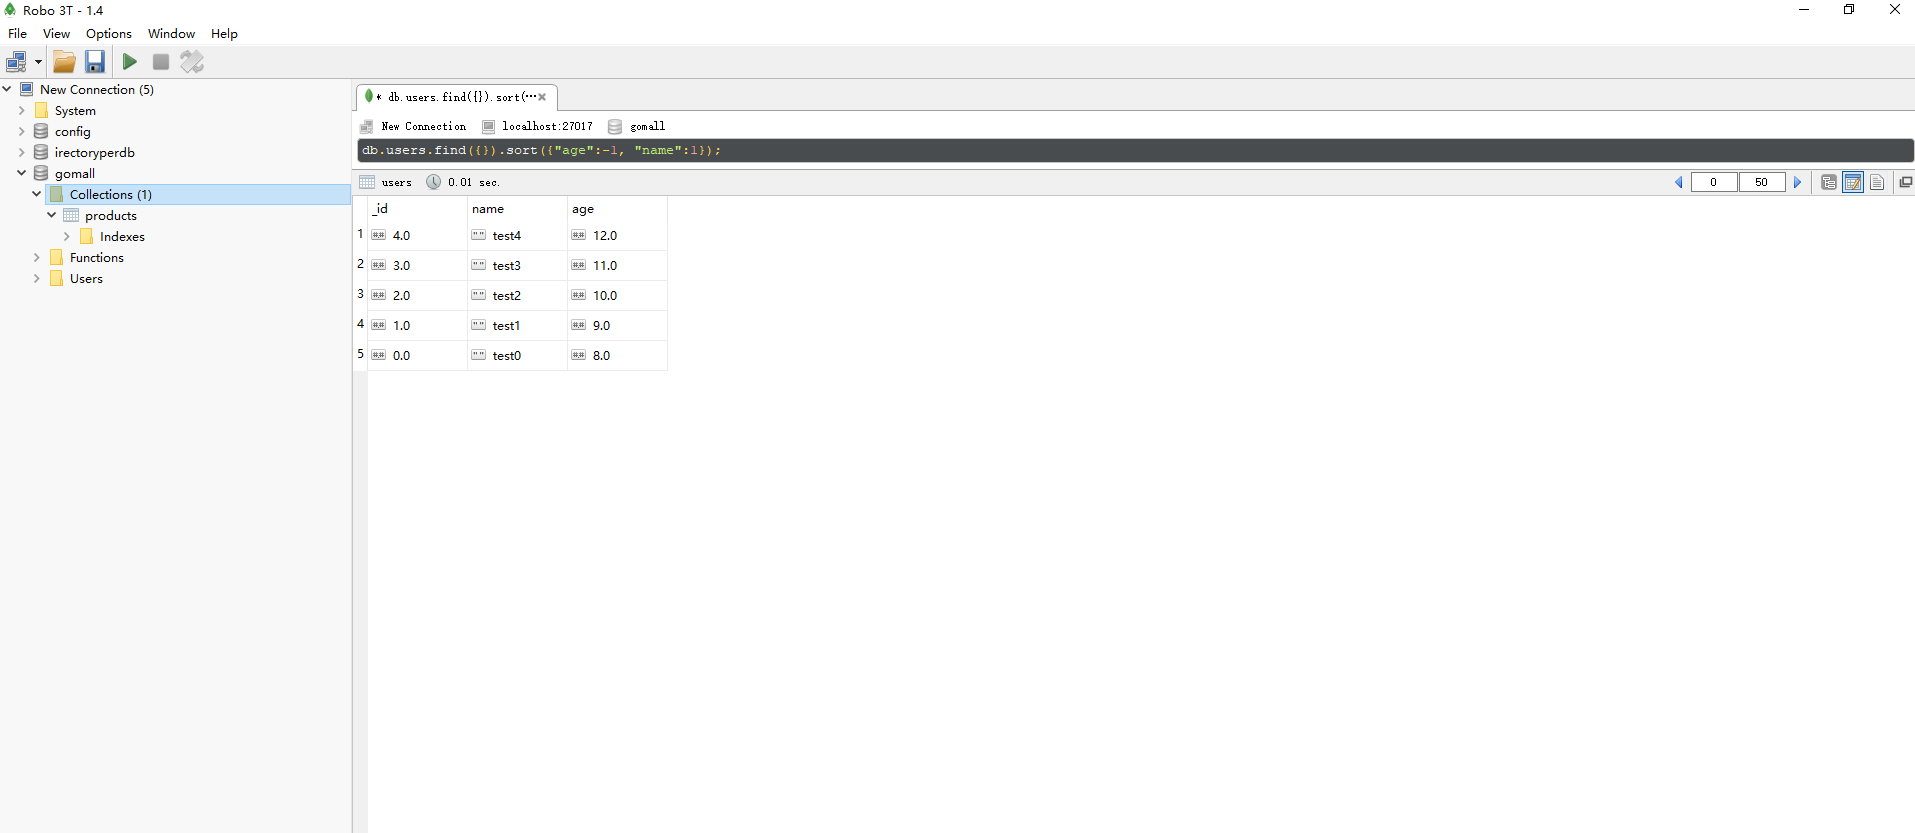 Robo 3T - 1.4
File View Options Window Help
New Connection (5)
System
config
irectoryperdb
gomall
Collections (1)
products
Indexes
Functions
Users
* db.users.find({}).sort(···
New Connection localhost:27017 gomall
db.users.find({}).sort({"age":-1, "name":1});
users 0.01 sec. 0 50
_id name age
1 ## 4.0 "" test4 ## 12.0
2 ## 3.0 "" test3 ## 11.0
3 ## 2.0 "" test2 ## 10.0
4 ## 1.0 "" test1 ## 9.0
5 ## 0.0 "" test0 ## 8.0